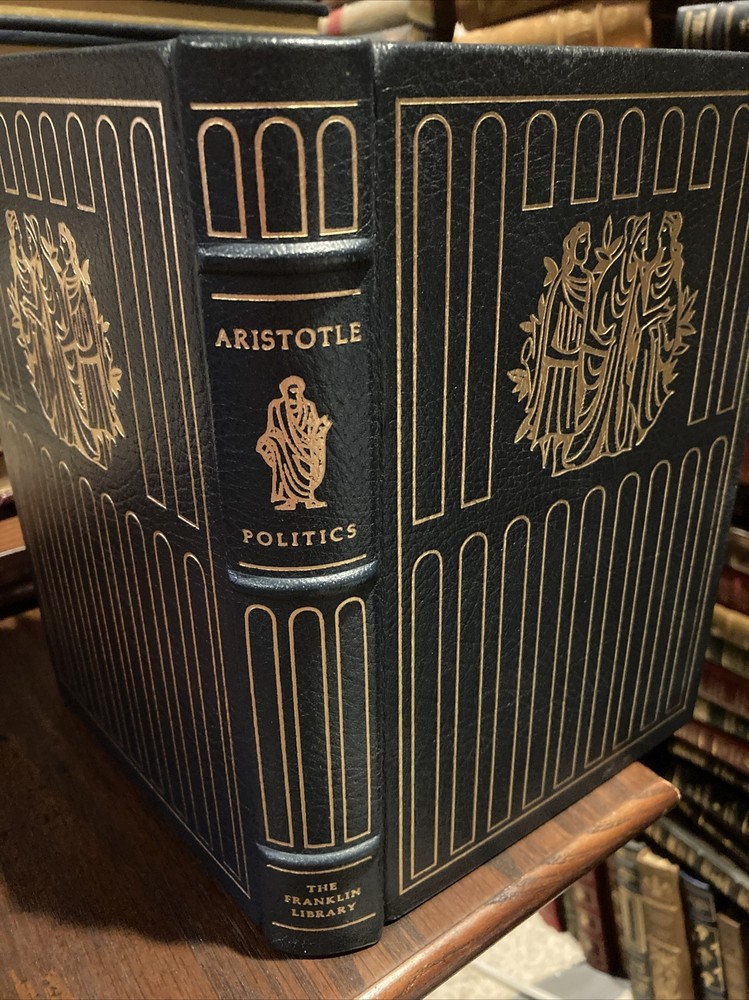 ARISTOTLE
POLITICS
THE
FRANKLIN
LIBRARY